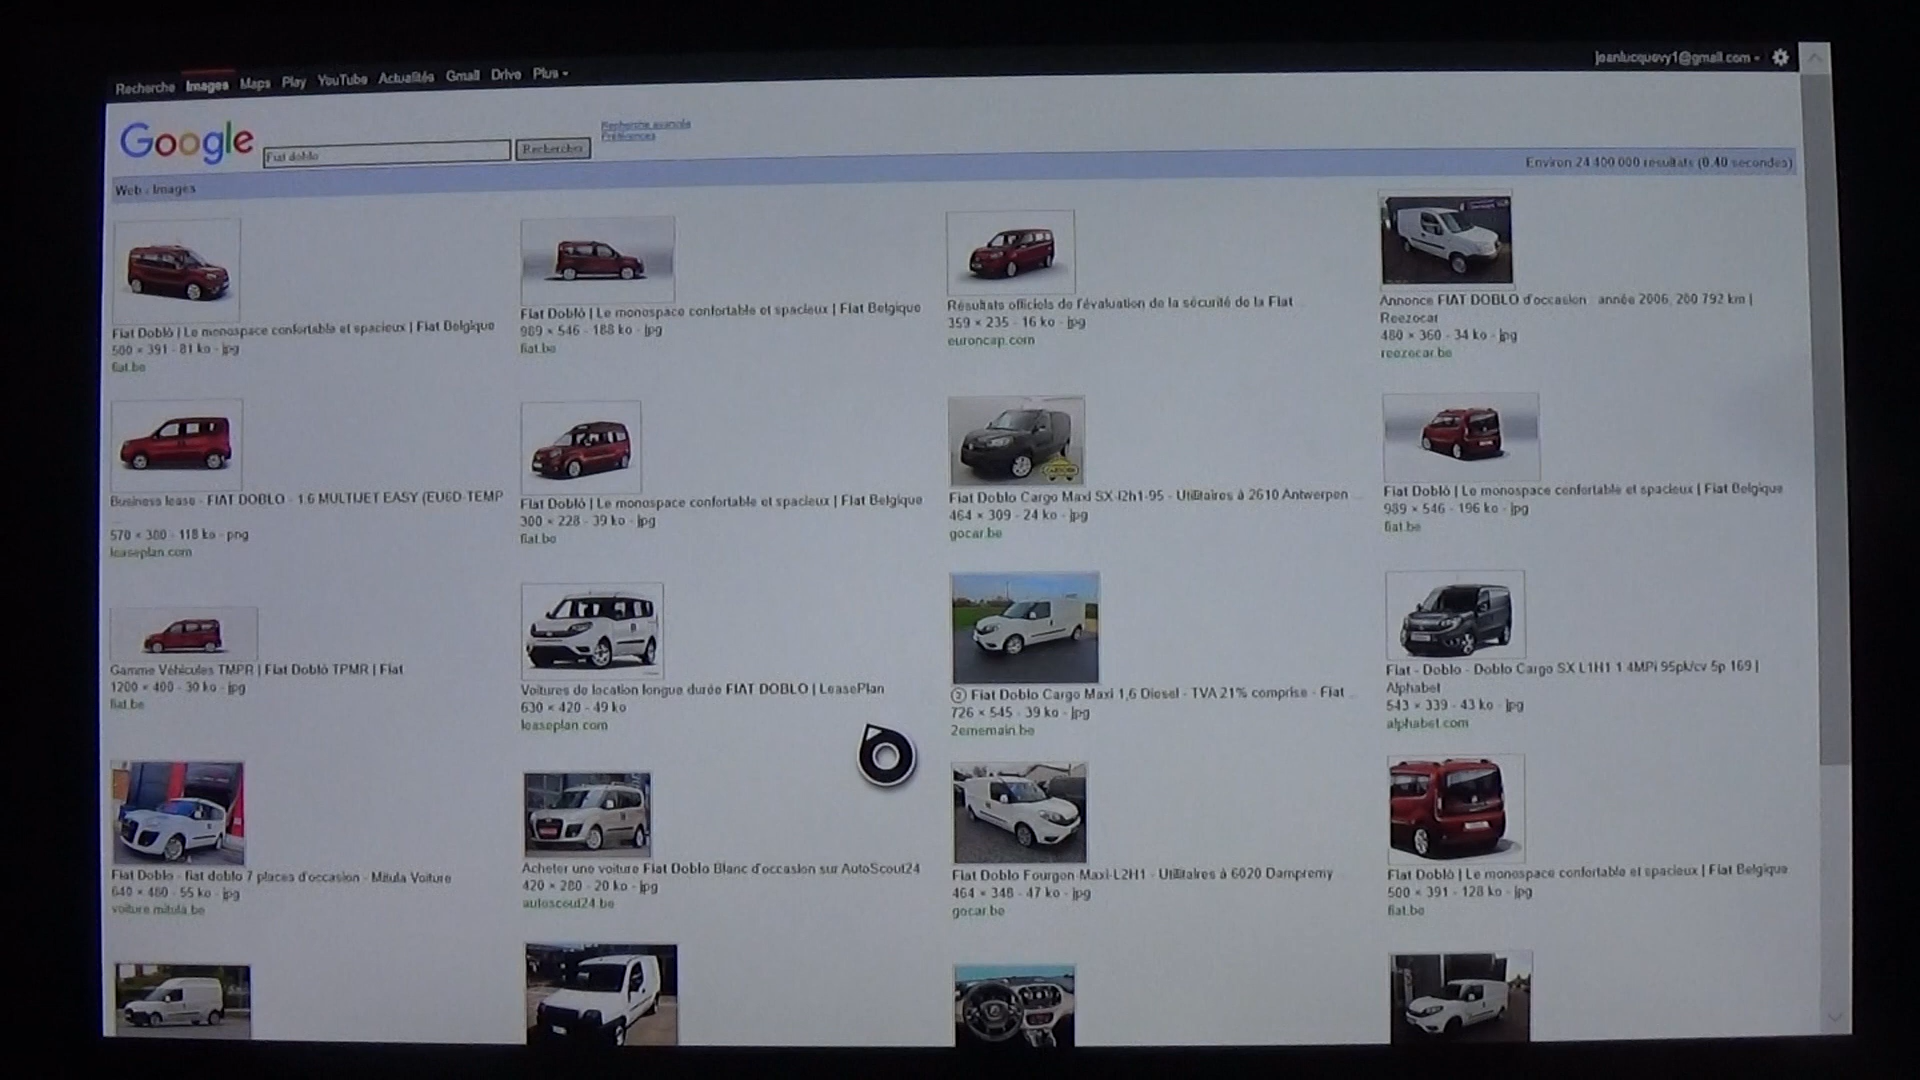 Recherche Images Maps Play YouTube Actualités Gmail Drive Plus
joanlucquovy1@gmail.com
Google
Fiat doblo
Rechercher
Recherche avancée
Préférences
Web - Images
Environ 24 400 000 résultats (0,40 secondes)
Fiat Doblò | Le monospace confortable et spacieux | Fiat Belgique
500 × 391 - 81 ko - jpg
fiat.be
Fiat Doblò | Le monospace confortable et spacieux | Fiat Belgique
989 × 546 - 188 ko - jpg
fiat.be
Résultats officiels de l'évaluation de la sécurité de la Fiat ...
359 × 235 - 16 ko - jpg
euroncap.com
Annonce FIAT DOBLO d'occasion : année 2006, 200 792 km |
Reezocar
480 × 360 - 34 ko - jpg
reezocar.be
Business lease - FIAT DOBLO - 1.6 MULTIJET EASY (EU6D-TEMP
...
570 × 380 - 118 ko - png
leaseplan.com
Fiat Doblò | Le monospace confortable et spacieux | Fiat Belgique
300 × 228 - 39 ko - jpg
fiat.be
Fiat Doblo Cargo Maxi SX-l2h1-95 - Utilitaires à 2610 Antwerpen ...
464 × 309 - 24 ko - jpg
gocar.be
Fiat Doblò | Le monospace confortable et spacieux | Fiat Belgique
989 × 546 - 196 ko - jpg
fiat.be
Gamme Véhicules TMPR | Fiat Doblò TPMR | Fiat
1200 × 400 - 30 ko - jpg
fiat.be
Voitures de location longue durée FIAT DOBLO | LeasePlan
630 × 420 - 49 ko
leaseplan.com
② Fiat Doblo Cargo Maxi 1,6 Diesel - TVA 21% comprise - Fiat ...
726 × 545 - 39 ko - jpg
2ememain.be
Fiat - Doblo - Doblo Cargo SX L1H1 1.4MPi 95pk/cv 5p 169 |
Alphabet
543 × 339 - 43 ko - jpg
alphabet.com
Fiat Doblo - fiat doblo 7 places d'occasion - Mitula Voiture
640 × 480 - 55 ko - jpg
voiture.mitula.be
Acheter une voiture Fiat Doblo Blanc d'occasion sur AutoScout24
420 × 280 - 20 ko - jpg
autoscout24.be
Fiat Doblo Fourgon-Maxi-L2H1 - Utilitaires à 6020 Dampremy
464 × 348 - 47 ko - jpg
gocar.be
Fiat Doblò | Le monospace confortable et spacieux | Fiat Belgique
500 × 391 - 128 ko - jpg
fiat.be